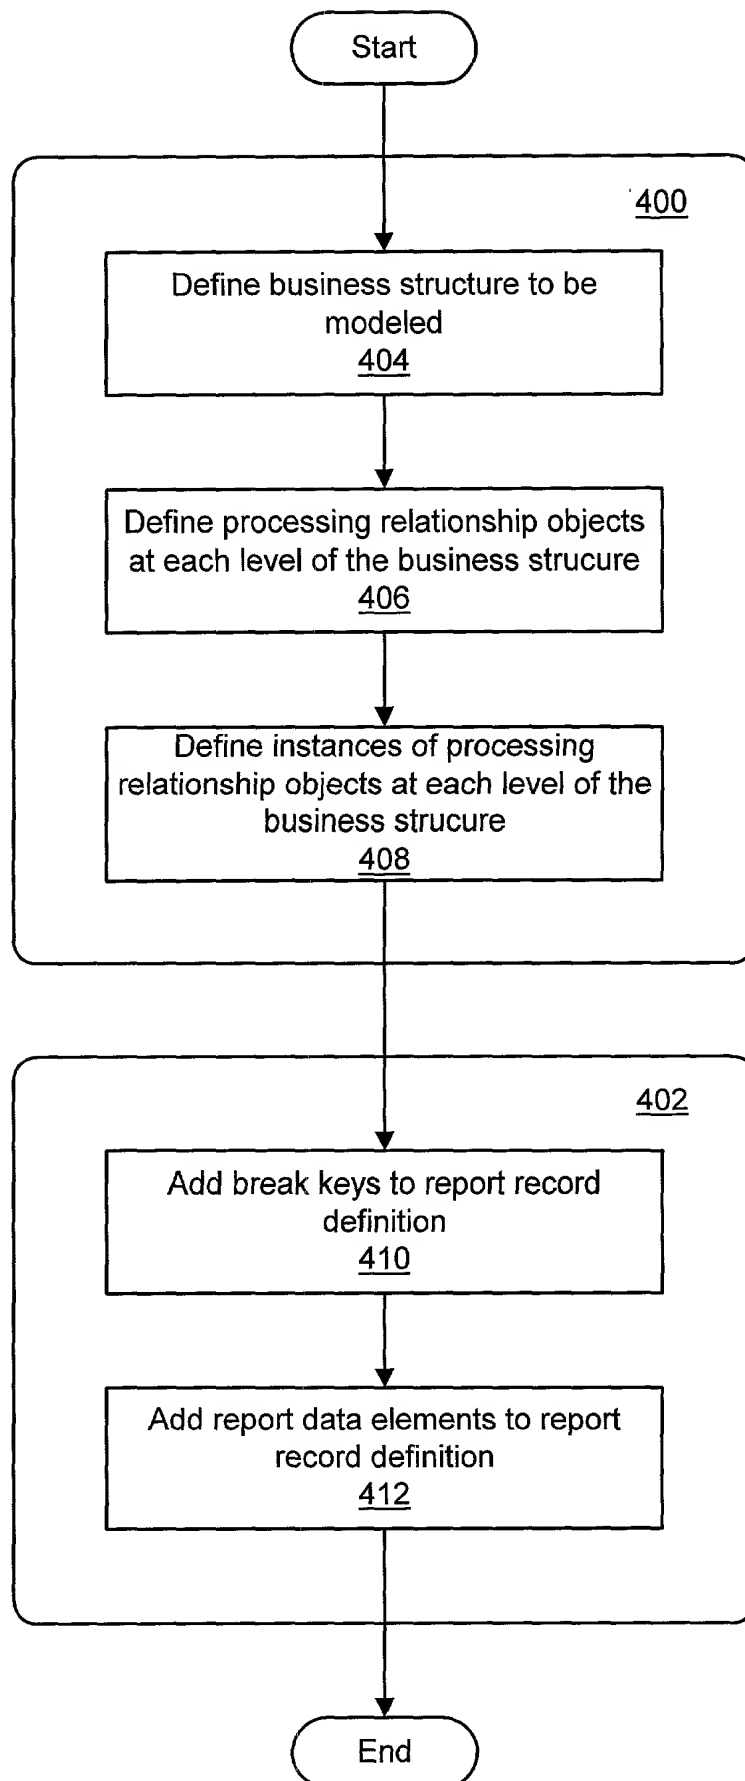 Start
400
Define business structure to be
modeled
404
Define processing relationship objects
at each level of the business strucure
406
Define instances of processing
relationship objects at each level of the
business strucure
408
402
Add break keys to report record
definition
410
Add report data elements to report
record definition
412
End